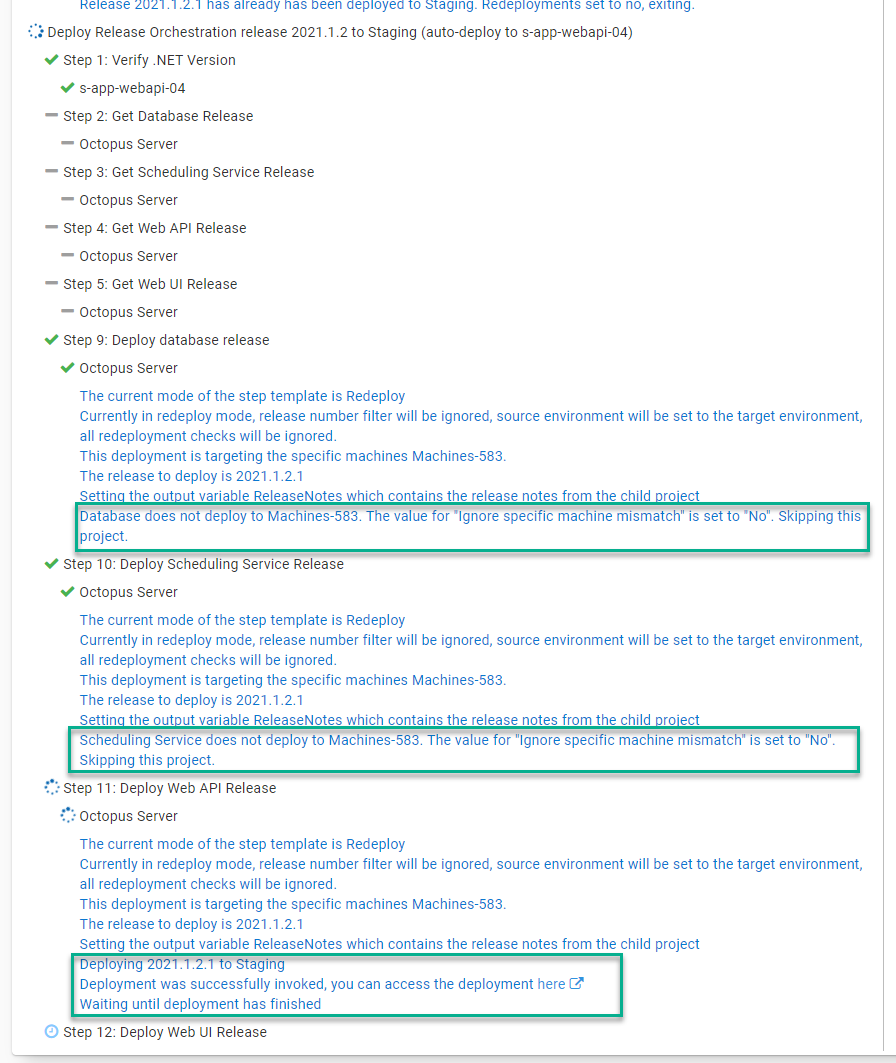 Release 2021.1.2.1 has already has been deployed to Staging. Redeployments set to no, exiting.
Deploy Release Orchestration release 2021.1.2 to Staging (auto-deploy to s-app-webapi-04)
Step 1: Verify .NET Version
s-app-webapi-04
Step 2: Get Database Release
Octopus Server
Step 3: Get Scheduling Service Release
Octopus Server
Step 4: Get Web API Release
Octopus Server
Step 5: Get Web UI Release
Octopus Server
Step 9: Deploy database release
Octopus Server
The current mode of the step template is Redeploy
Currently in redeploy mode, release number filter will be ignored, source environment will be set to the target environment,
all redeployment checks will be ignored.
This deployment is targeting the specific machines Machines-583.
The release to deploy is 2021.1.2.1
Setting the output variable ReleaseNotes which contains the release notes from the child project
Database does not deploy to Machines-583. The value for "Ignore specific machine mismatch" is set to "No". Skipping this
project.
Step 10: Deploy Scheduling Service Release
Octopus Server
The current mode of the step template is Redeploy
Currently in redeploy mode, release number filter will be ignored, source environment will be set to the target environment,
all redeployment checks will be ignored.
This deployment is targeting the specific machines Machines-583.
The release to deploy is 2021.1.2.1
Setting the output variable ReleaseNotes which contains the release notes from the child project
Scheduling Service does not deploy to Machines-583. The value for "Ignore specific machine mismatch" is set to "No".
Skipping this project.
Step 11: Deploy Web API Release
Octopus Server
The current mode of the step template is Redeploy
Currently in redeploy mode, release number filter will be ignored, source environment will be set to the target environment,
all redeployment checks will be ignored.
This deployment is targeting the specific machines Machines-583.
The release to deploy is 2021.1.2.1
Setting the output variable ReleaseNotes which contains the release notes from the child project
Deploying 2021.1.2.1 to Staging
Deployment was successfully invoked, you can access the deployment here
Waiting until deployment has finished
Step 12: Deploy Web UI Release